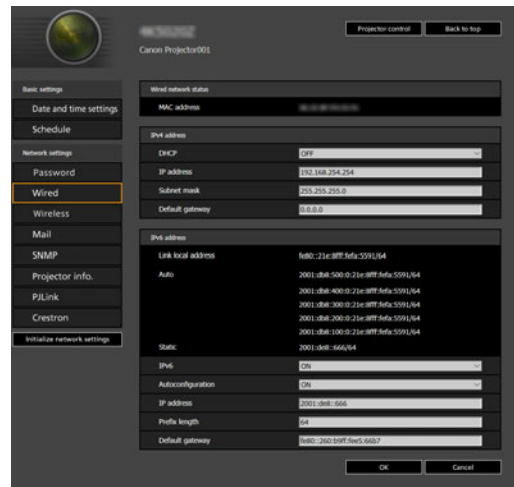 Projector control
Back to top
Canon Projector001
Basic settings
Date and time settings
Schedule
Network settings
Password
Wired
Wireless
Mail
SNMP
Projector info.
PJLink
Crestron
Initialize network settings
Wired network status
MAC address
IPv4 address
DHCP OFF
IP address 192.168.254.254
Subnet mask 255.255.255.0
Default gateway 0.0.0.0
IPv6 address
Link local address fe80::21e:8fff:fefa:5591/64
Auto 2001:db8:500:0:21e:8fff:fefa:5591/64
2001:db8:400:0:21e:8fff:fefa:5591/64
2001:db8:300:0:21e:8fff:fefa:5591/64
2001:db8:200:0:21e:8fff:fefa:5591/64
2001:db8:100:0:21e:8fff:fefa:5591/64
Static 2001:de8::666/64
IPv6 ON
Autoconfiguration ON
IP address 2001:de8::666
Prefix length 64
Default gateway fe80::260:b9ff:fee5:66b7
OK
Cancel